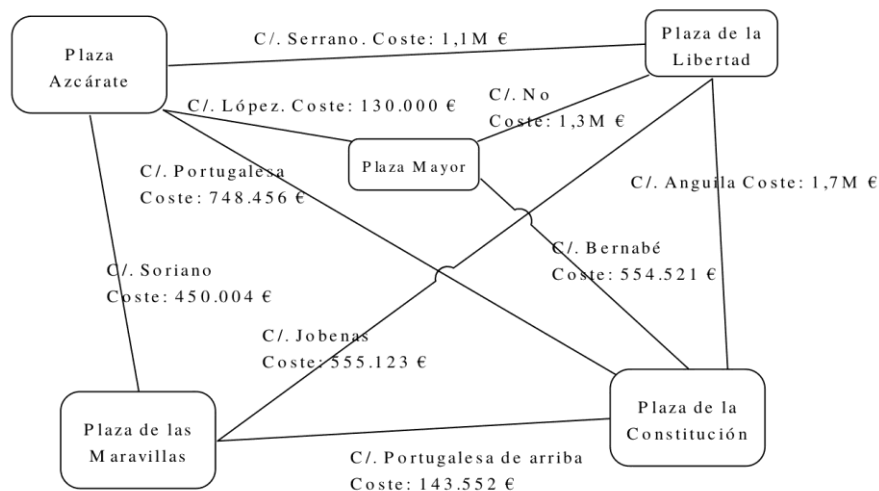 Plaza
Azcárate
C/. Serrano. Coste: 1,1M €
Plaza de la
Libertad
C/. López. Coste: 130.000 €
C/. No
Coste: 1,3M €
Plaza Mayor
C/. Portugalesa
Coste: 748.456 €
C/. Anguila Coste: 1,7M €
C/. Soriano
Coste: 450.004 €
C/. Bernabé
Coste: 554.521 €
C/. Jobenas
Coste: 555.123 €
Plaza de las
Maravillas
Plaza de la
Constitución
C/. Portugalesa de arriba
Coste: 143.552 €